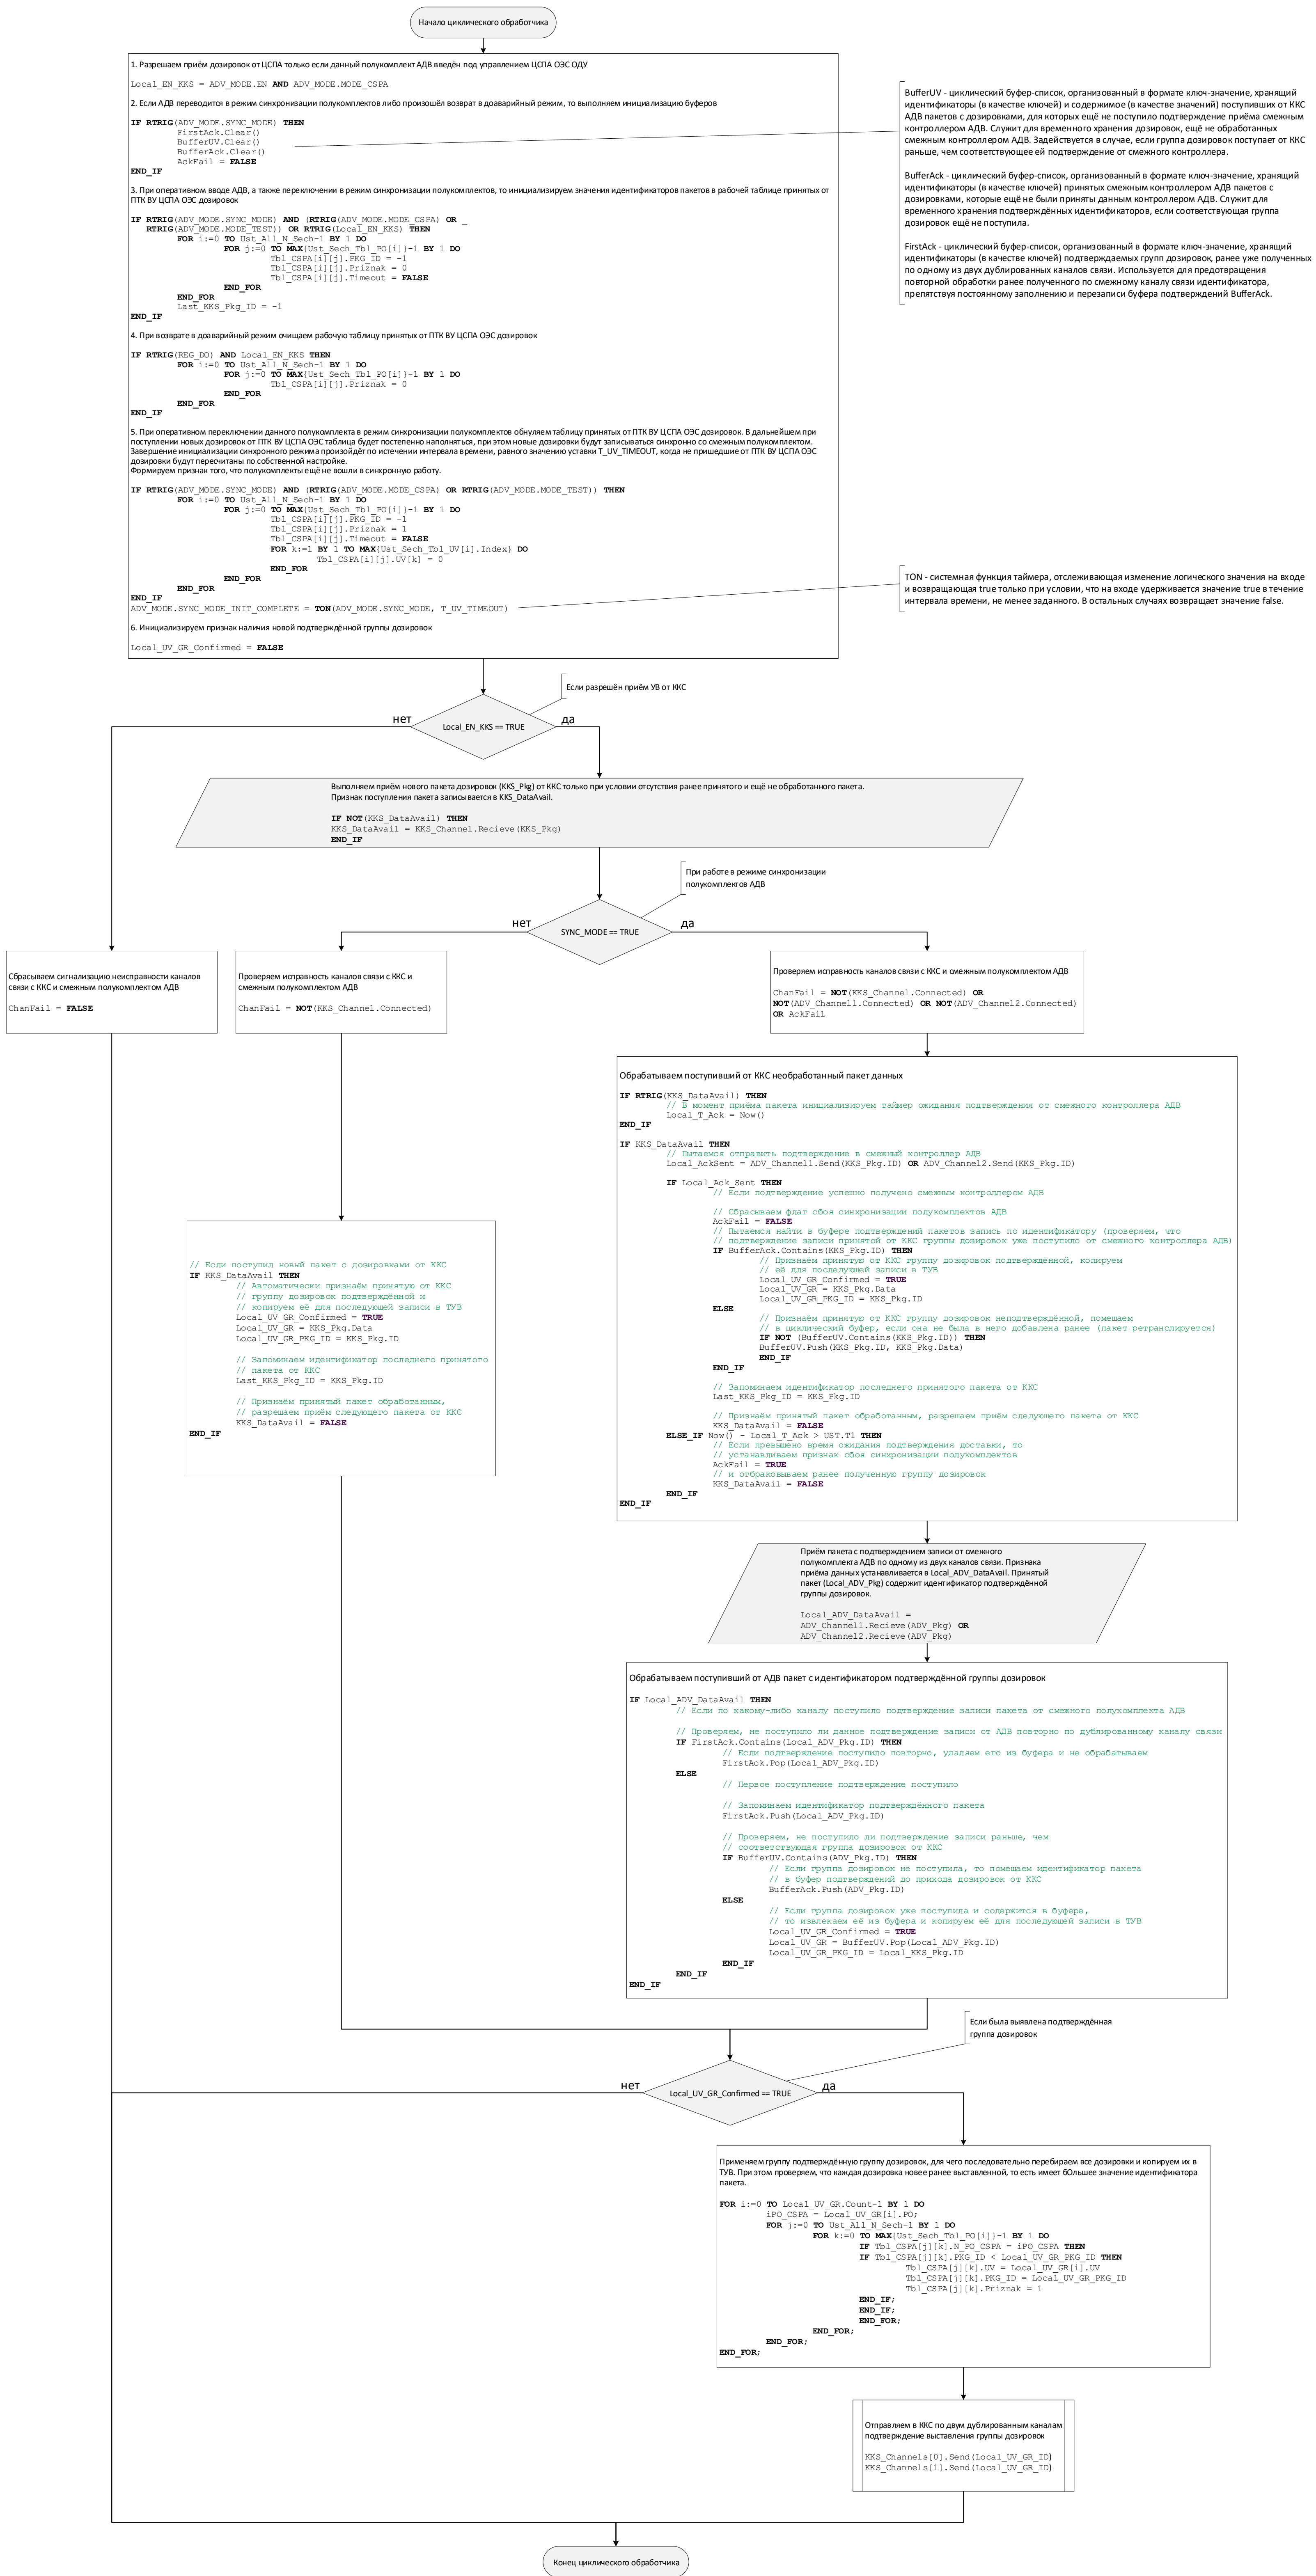 Начало циклического обработчика
1. Разрешаем приём дозировок от ЦСПА только если данный полукомплект АДВ введён под управлением ЦСПА ОЭС ОДУ
Local_EN_KKS = ADV_MODE.EN AND ADV_MODE.MODE_CSPA
2. Если АДВ переводится в режим синхронизации полукомплектов либо произошёл возврат в доаварийный режим, то выполняем инициализацию буферов
IF RTRIG(ADV_MODE.SYNC_MODE) THEN
FirstAck.Clear()
BufferUV.Clear()
BufferAck.Clear()
AckFail = FALSE
END_IF
3. При оперативном вводе АДВ, а также переключении в режим синхронизации полукомплектов, то инициализируем значения идентификаторов пакетов в рабочей таблице принятых от
ПТК ВУ ЦСПА ОЭС дозировок
IF RTRIG(ADV_MODE.SYNC_MODE) AND (RTRIG(ADV_MODE.MODE_CSPA) OR _
RTRIG(ADV_MODE.MODE_TEST)) OR RTRIG(Local_EN_KKS) THEN
FOR i:=0 TO Ust_All_N_Sech-1 BY 1 DO
FOR j:=0 TO MAX{Ust_Sech_Tbl_PO[i]}-1 BY 1 DO
Tbl_CSPA[i][j].PKG_ID = -1
Tbl_CSPA[i][j].Priznak = 0
Tbl_CSPA[i][j].Timeout = FALSE
END_FOR
END_FOR
Last_KKS_Pkg_ID = -1
END_IF
4. При возврате в доаварийный режим очищаем рабочую таблицу принятых от ПТК ВУ ЦСПА ОЭС дозировок
IF RTRIG(REG_DO) AND Local_EN_KKS THEN
FOR i:=0 TO Ust_All_N_Sech-1 BY 1 DO
FOR j:=0 TO MAX{Ust_Sech_Tbl_PO[i]}-1 BY 1 DO
Tbl_CSPA[i][j].Priznak = 0
END_FOR
END_FOR
END_IF
5. При оперативном переключении данного полукомплекта в режим синхронизации полукомплектов обнуляем таблицу принятых от ПТК ВУ ЦСПА ОЭС дозировок. В дальнейшем при
поступлении новых дозировок от ПТК ВУ ЦСПА ОЭС таблица будет постепенно наполняться, при этом новые дозировки будут записываться синхронно со смежным полукомплектом.
Завершение инициализации синхронного режима произойдёт по истечении интервала времени, равного значению уставки T_UV_TIMEOUT, когда не пришедшие от ПТК ВУ ЦСПА ОЭС
дозировки будут пересчитаны по собственной настройке.
Формируем признак того, что полукомплекты ещё не вошли в синхронную работу.
IF RTRIG(ADV_MODE.SYNC_MODE) AND (RTRIG(ADV_MODE.MODE_CSPA) OR RTRIG(ADV_MODE.MODE_TEST)) THEN
FOR i:=0 TO Ust_All_N_Sech-1 BY 1 DO
FOR j:=0 TO MAX{Ust_Sech_Tbl_PO[i]}-1 BY 1 DO
Tbl_CSPA[i][j].PKG_ID = -1
Tbl_CSPA[i][j].Priznak = 1
Tbl_CSPA[i][j].Timeout = FALSE
FOR k:=1 BY 1 TO MAX{Ust_Sech_Tbl_UV[i].Index} DO
Tbl_CSPA[i][j].UV[k] = 0
END_FOR
END_FOR
END_FOR
END_IF
ADV_MODE.SYNC_MODE_INIT_COMPLETE = TON(ADV_MODE.SYNC_MODE, T_UV_TIMEOUT)
6. Инициализируем признак наличия новой подтверждённой группы дозировок
Local_UV_GR_Confirmed = FALSE
BufferUV - циклический буфер-список, организованный в формате ключ-значение, хранящий
идентификаторы (в качестве ключей) и содержимое (в качестве значений) поступивших от ККС
АДВ пакетов с дозировками, для которых ещё не поступило подтверждение приёма смежным
контроллером АДВ. Служит для временного хранения дозировок, ещё не обработанных
смежным контроллером АДВ. Задействуется в случае, если группа дозировок поступает от ККС
раньше, чем соответствующее ей подтверждение от смежного контроллера.
BufferAck - циклический буфер-список, организованный в формате ключ-значение, хранящий
идентификаторы (в качестве ключей) принятых смежным контроллером АДВ пакетов с
дозировками, которые ещё не были приняты данным контроллером АДВ. Служит для
временного хранения подтверждённых идентификаторов, если соответствующая группа
дозировок ещё не поступила.
FirstAck - циклический буфер-список, организованный в формате ключ-значение, хранящий
идентификаторы (в качестве ключей) подтверждаемых групп дозировок, ранее уже полученных
по одному из двух дублированных каналов связи. Используется для предотвращения
повторной обработки ранее полученного по смежному каналу связи идентификатора,
препятствуя постоянному заполнению и перезаписи буфера подтверждений BufferAck.
TON - системная функция таймера, отслеживающая изменение логического значения на входе
и возвращающая true только при условии, что на входе удерживается значение true в течение
интервала времени, не менее заданного. В остальных случаях возвращает значение false.
Если разрешён приём УВ от ККС
нет
Local_EN_KKS == TRUE
да
Выполняем приём нового пакета дозировок (KKS_Pkg) от ККС только при условии отсутствия ранее принятого и ещё не обработанного пакета.
Признак поступления пакета записывается в KKS_DataAvail.
IF NOT(KKS_DataAvail) THEN
KKS_DataAvail = KKS_Channel.Recieve(KKS_Pkg)
END_IF
При работе в режиме синхронизации
полукомплектов АДВ
нет
SYNC_MODE == TRUE
да
Сбрасываем сигнализацию неисправности каналов
связи с ККС и смежным полукомплектом АДВ
ChanFail = FALSE
Проверяем исправность каналов связи с ККС и
смежным полукомплектом АДВ
ChanFail = NOT(KKS_Channel.Connected)
Проверяем исправность каналов связи с ККС и смежным полукомплектом АДВ
ChanFail = NOT(KKS_Channel.Connected) OR
NOT(ADV_Channel1.Connected) OR NOT(ADV_Channel2.Connected)
OR AckFail
Обрабатываем поступивший от ККС необработанный пакет данных
IF RTRIG(KKS_DataAvail) THEN
// В момент приёма пакета инициализируем таймер ожидания подтверждения от смежного контроллера АДВ
Local_T_Ack = Now()
END_IF
IF KKS_DataAvail THEN
// Пытаемся отправить подтверждение в смежный контроллер АДВ
Local_AckSent = ADV_Channel1.Send(KKS_Pkg.ID) OR ADV_Channel2.Send(KKS_Pkg.ID)
IF Local_Ack_Sent THEN
// Если подтверждение успешно получено смежным контроллером АДВ
// Сбрасываем флаг сбоя синхронизации полукомплектов АДВ
AckFail = FALSE
// Пытаемся найти в буфере подтверждений пакетов запись по идентификатору (проверяем, что
// подтверждение записи принятой от ККС группы дозировок уже поступило от смежного контроллера АДВ)
IF BufferAck.Contains(KKS_Pkg.ID) THEN
// Признаём принятую от ККС группу дозировок подтверждённой, копируем
// её для последующей записи в ТУВ
Local_UV_GR_Confirmed = TRUE
Local_UV_GR = KKS_Pkg.Data
Local_UV_GR_PKG_ID = KKS_Pkg.ID
ELSE
// Признаём принятую от ККС группу дозировок неподтверждённой, помещаем
// в циклический буфер, если она не была в него добавлена ранее (пакет ретранслируется)
IF NOT (BufferUV.Contains(KKS_Pkg.ID)) THEN
BufferUV.Push(KKS_Pkg.ID, KKS_Pkg.Data)
END_IF
END_IF
// Запоминаем идентификатор последнего принятого пакета от ККС
Last_KKS_Pkg_ID = KKS_Pkg.ID
// Признаём принятый пакет обработанным, разрешаем приём следующего пакета от ККС
KKS_DataAvail = FALSE
ELSE_IF Now() - Local_T_Ack > UST.T1 THEN
// Если превышено время ожидания подтверждения доставки, то
// устанавливаем признак сбоя синхронизации полукомплектов
AckFail = TRUE
// и отбраковываем ранее полученную группу дозировок
KKS_DataAvail = FALSE
END_IF
END_IF
// Если поступил новый пакет с дозировками от ККС
IF KKS_DataAvail THEN
// Автоматически признаём принятую от ККС
// группу дозировок подтверждённой и
// копируем её для последующей записи в ТУВ
Local_UV_GR_Confirmed = TRUE
Local_UV_GR = KKS_Pkg.Data
Local_UV_GR_PKG_ID = KKS_Pkg.ID
// Запоминаем идентификатор последнего принятого
// пакета от ККС
Last_KKS_Pkg_ID = KKS_Pkg.ID
// Признаём принятый пакет обработанным,
// разрешаем приём следующего пакета от ККС
KKS_DataAvail = FALSE
END_IF
Приём пакета с подтверждением записи от смежного
полукомплекта АДВ по одному из двух каналов связи. Признака
приёма данных устанавливается в Local_ADV_DataAvail. Принятый
пакет (Local_ADV_Pkg) содержит идентификатор подтверждённой
группы дозировок.
Local_ADV_DataAvail =
ADV_Channel1.Recieve(ADV_Pkg) OR
ADV_Channel2.Recieve(ADV_Pkg)
Обрабатываем поступивший от АДВ пакет с идентификатором подтверждённой группы дозировок
IF Local_ADV_DataAvail THEN
// Если по какому-либо каналу поступило подтверждение записи пакета от смежного полукомплекта АДВ
// Проверяем, не поступило ли данное подтверждение записи от АДВ повторно по дублированному каналу связи
IF FirstAck.Contains(Local_ADV_Pkg.ID) THEN
// Если подтверждение поступило повторно, удаляем его из буфера и не обрабатываем
FirstAck.Pop(Local_ADV_Pkg.ID)
ELSE
// Первое поступление подтверждение поступило
// Запоминаем идентификатор подтверждённого пакета
FirstAck.Push(Local_ADV_Pkg.ID)
// Проверяем, не поступило ли подтверждение записи раньше, чем
// соответствующая группа дозировок от ККС
IF BufferUV.Contains(ADV_Pkg.ID) THEN
// Если группа дозировок не поступила, то помещаем идентификатор пакета
// в буфер подтверждений до прихода дозировок от ККС
BufferAck.Push(ADV_Pkg.ID)
ELSE
// Если группа дозировок уже поступила и содержится в буфере,
// то извлекаем её из буфера и копируем её для последующей записи в ТУВ
Local_UV_GR_Confirmed = TRUE
Local_UV_GR = BufferUV.Pop(Local_ADV_Pkg.ID)
Local_UV_GR_PKG_ID = Local_KKS_Pkg.ID
END_IF
END_IF
END_IF
Если была выявлена подтверждённая
группа дозировок
нет
Local_UV_GR_Confirmed == TRUE
да
Применяем группу подтверждённую группу дозировок, для чего последовательно перебираем все дозировки и копируем их в
ТУВ. При этом проверяем, что каждая дозировка новее ранее выставленной, то есть имеет бОльшее значение идентификатора
пакета.
FOR i:=0 TO Local_UV_GR.Count-1 BY 1 DO
iPO_CSPA = Local_UV_GR[i].PO;
FOR j:=0 TO Ust_All_N_Sech-1 BY 1 DO
FOR k:=0 TO MAX{Ust_Sech_Tbl_PO[i]}-1 BY 1 DO
IF Tbl_CSPA[j][k].N_PO_CSPA = iPO_CSPA THEN
IF Tbl_CSPA[j][k].PKG_ID < Local_UV_GR_PKG_ID THEN
Tbl_CSPA[j][k].UV = Local_UV_GR[i].UV
Tbl_CSPA[j][k].PKG_ID = Local_UV_GR_PKG_ID
Tbl_CSPA[j][k].Priznak = 1
END_IF;
END_IF;
END_FOR;
END_FOR;
END_FOR;
END_FOR;
Отправляем в ККС по двум дублированным каналам
подтверждение выставления группы дозировок
KKS_Channels[0].Send(Local_UV_GR_ID)
KKS_Channels[1].Send(Local_UV_GR_ID)
Конец циклического обработчика